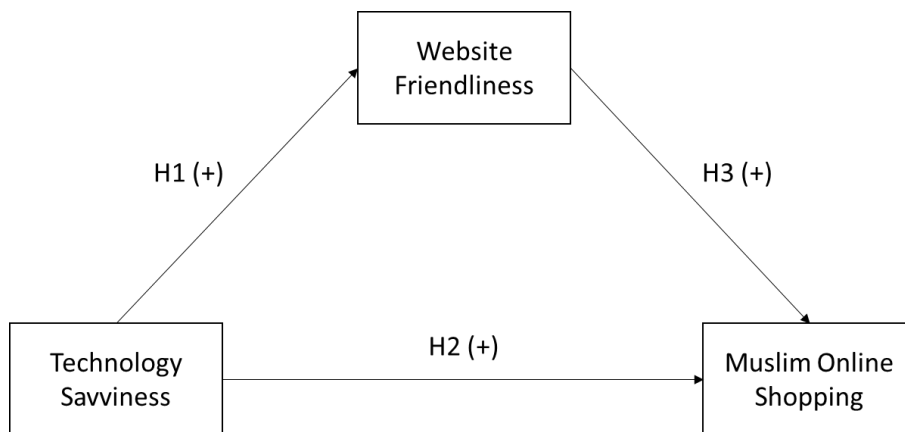 Website
Friendliness
H1 (+)
H3 (+)
H2 (+)
Technology
Savviness
Muslim Online
Shopping